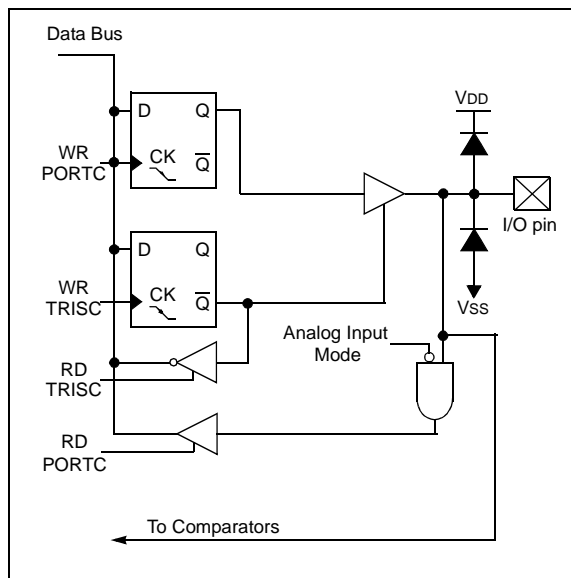 Data Bus
D Q
WR
PORTC
CK
Q
VDD
I/O pin
VSS
D Q
WR
TRISC
CK
Q
Analog Input
Mode
RD
TRISC
RD
PORTC
To Comparators